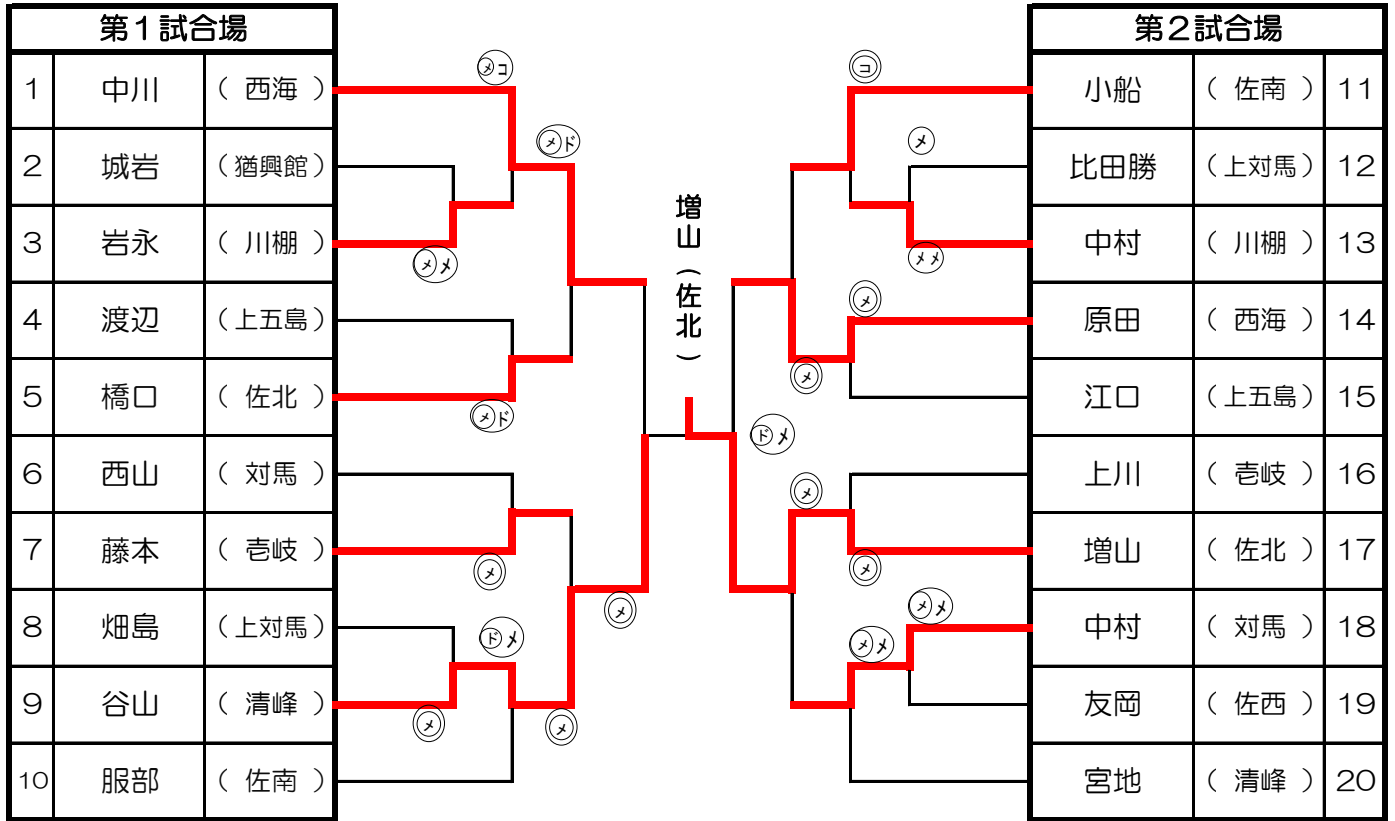 第1試合場
1 中川 （ 西海 ）
2 城岩 （猶興館）
3 岩永 （ 川棚 ）
4 渡辺 （上五島）
5 橋口 （ 佐北 ）
6 西山 （ 対馬 ）
7 藤本 （ 壱岐 ）
8 畑島 （上対馬）
9 谷山 （ 清峰 ）
10 服部 （ 佐南 ）
メコ
メド
メメ
メド
メ
ドメ
メ
メ
メ
増山（佐北）
コ
メ
メメ
メ
メ
ドメ
メ
メ
メメ
メメ
第2試合場
小船 （ 佐南 ） 11
比田勝 （上対馬） 12
中村 （ 川棚 ） 13
原田 （ 西海 ） 14
江口 （上五島） 15
上川 （ 壱岐 ） 16
増山 （ 佐北 ） 17
中村 （ 対馬 ） 18
友岡 （ 佐西 ） 19
宮地 （ 清峰 ） 20